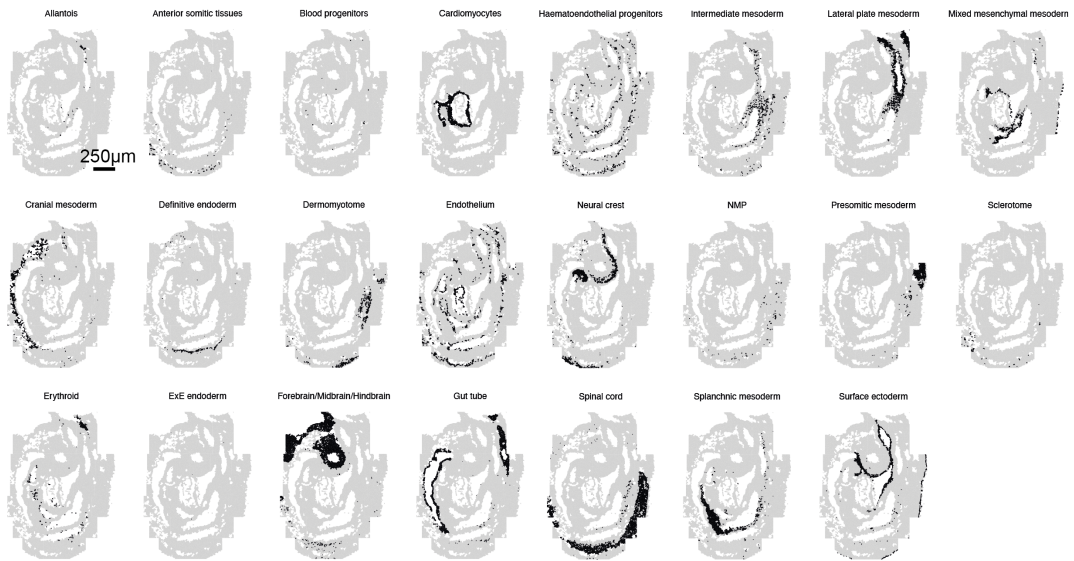 Allantois
Anterior somitic tissues
Blood progenitors
Cardiomyocytes
Haematoendothelial progenitors
Intermediate mesoderm
Lateral plate mesoderm
Mixed mesenchymal mesoderm
250µm
Cranial mesoderm
Definitive endoderm
Dermomyotome
Endothelium
Neural crest
NMP
Presomitic mesoderm
Sclerotome
Erythroid
ExE endoderm
Forebrain/Midbrain/Hindbrain
Gut tube
Spinal cord
Splanchnic mesoderm
Surface ectoderm